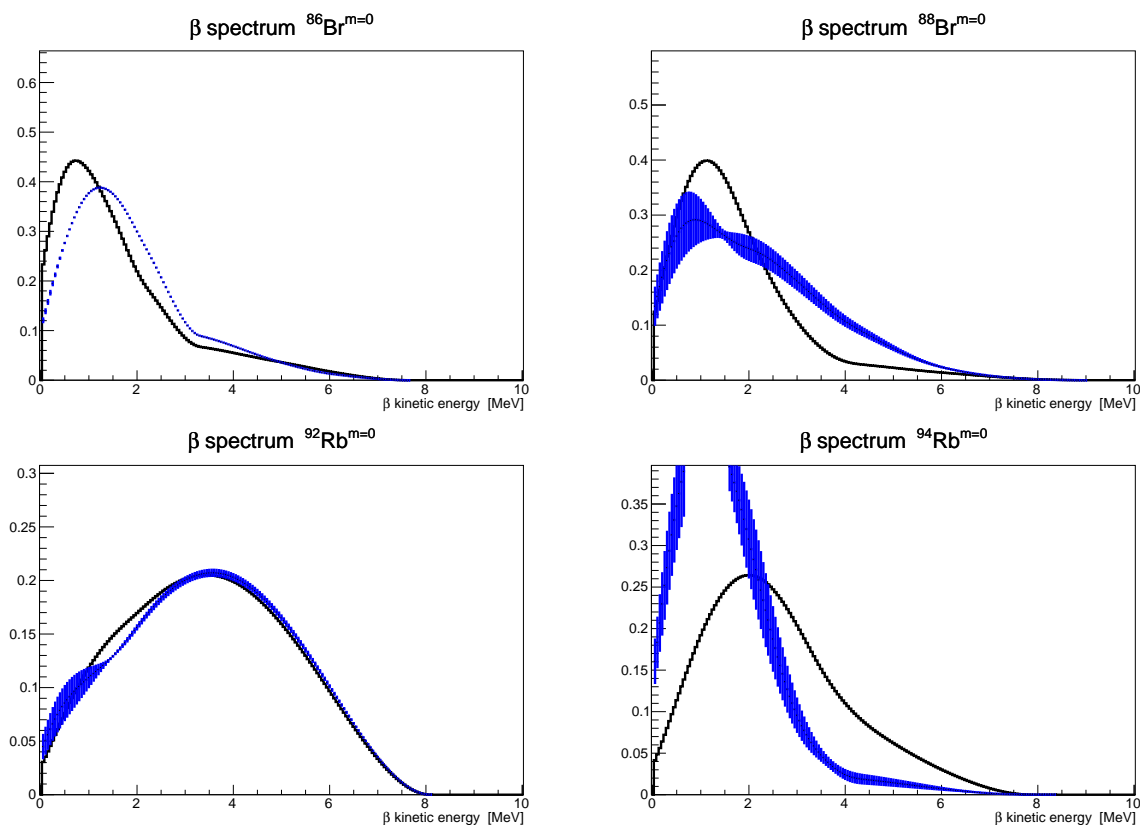 β spectrum ⁸⁶Brᵐ⁼⁰
0.6
0.5
0.4
0.3
0.2
0.1
0
0 2 4 6 8 10
β kinetic energy [MeV]
β spectrum ⁸⁸Brᵐ⁼⁰
0.5
0.4
0.3
0.2
0.1
0
0 2 4 6 8 10
β kinetic energy [MeV]
β spectrum ⁹²Rbᵐ⁼⁰
0.3
0.25
0.2
0.15
0.1
0.05
0
0 2 4 6 8 10
β kinetic energy [MeV]
β spectrum ⁹⁴Rbᵐ⁼⁰
0.35
0.3
0.25
0.2
0.15
0.1
0.05
0
0 2 4 6 8 10
β kinetic energy [MeV]